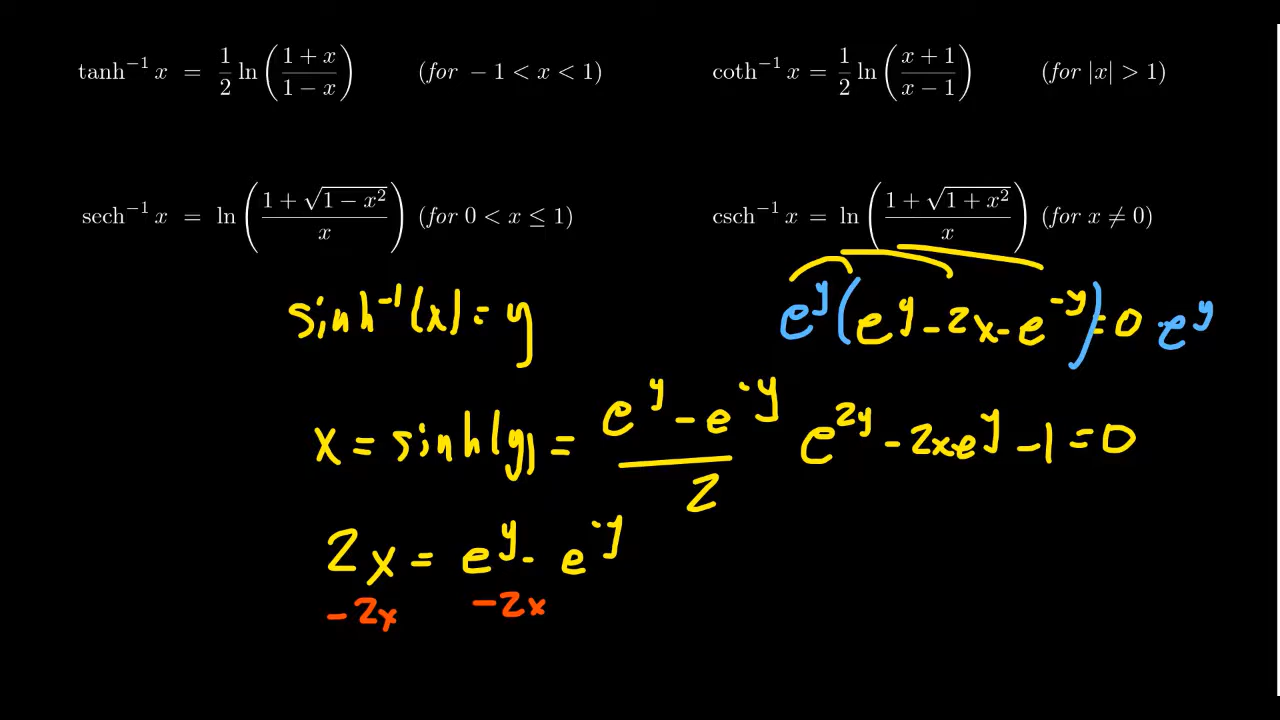 tanh⁻¹ x = 1/2 ln((1 + x)/(1 − x)) (for − 1 < x < 1)
coth⁻¹ x = 1/2 ln((x + 1)/(x − 1)) (for |x| > 1)
sech⁻¹ x = ln((1 + √(1 − x²))/x) (for 0 < x ≤ 1)
csch⁻¹ x = ln((1 + √(1 + x²))/x) (for x ≠ 0)
sinh⁻¹(x) = y
x = sinh(y) = (e^y − e^-y)/2
2x = e^y − e^-y
−2x −2x
e^y(e^y − 2x − e^-y) = 0 · e^y
e^2y − 2xe^y − 1 = 0